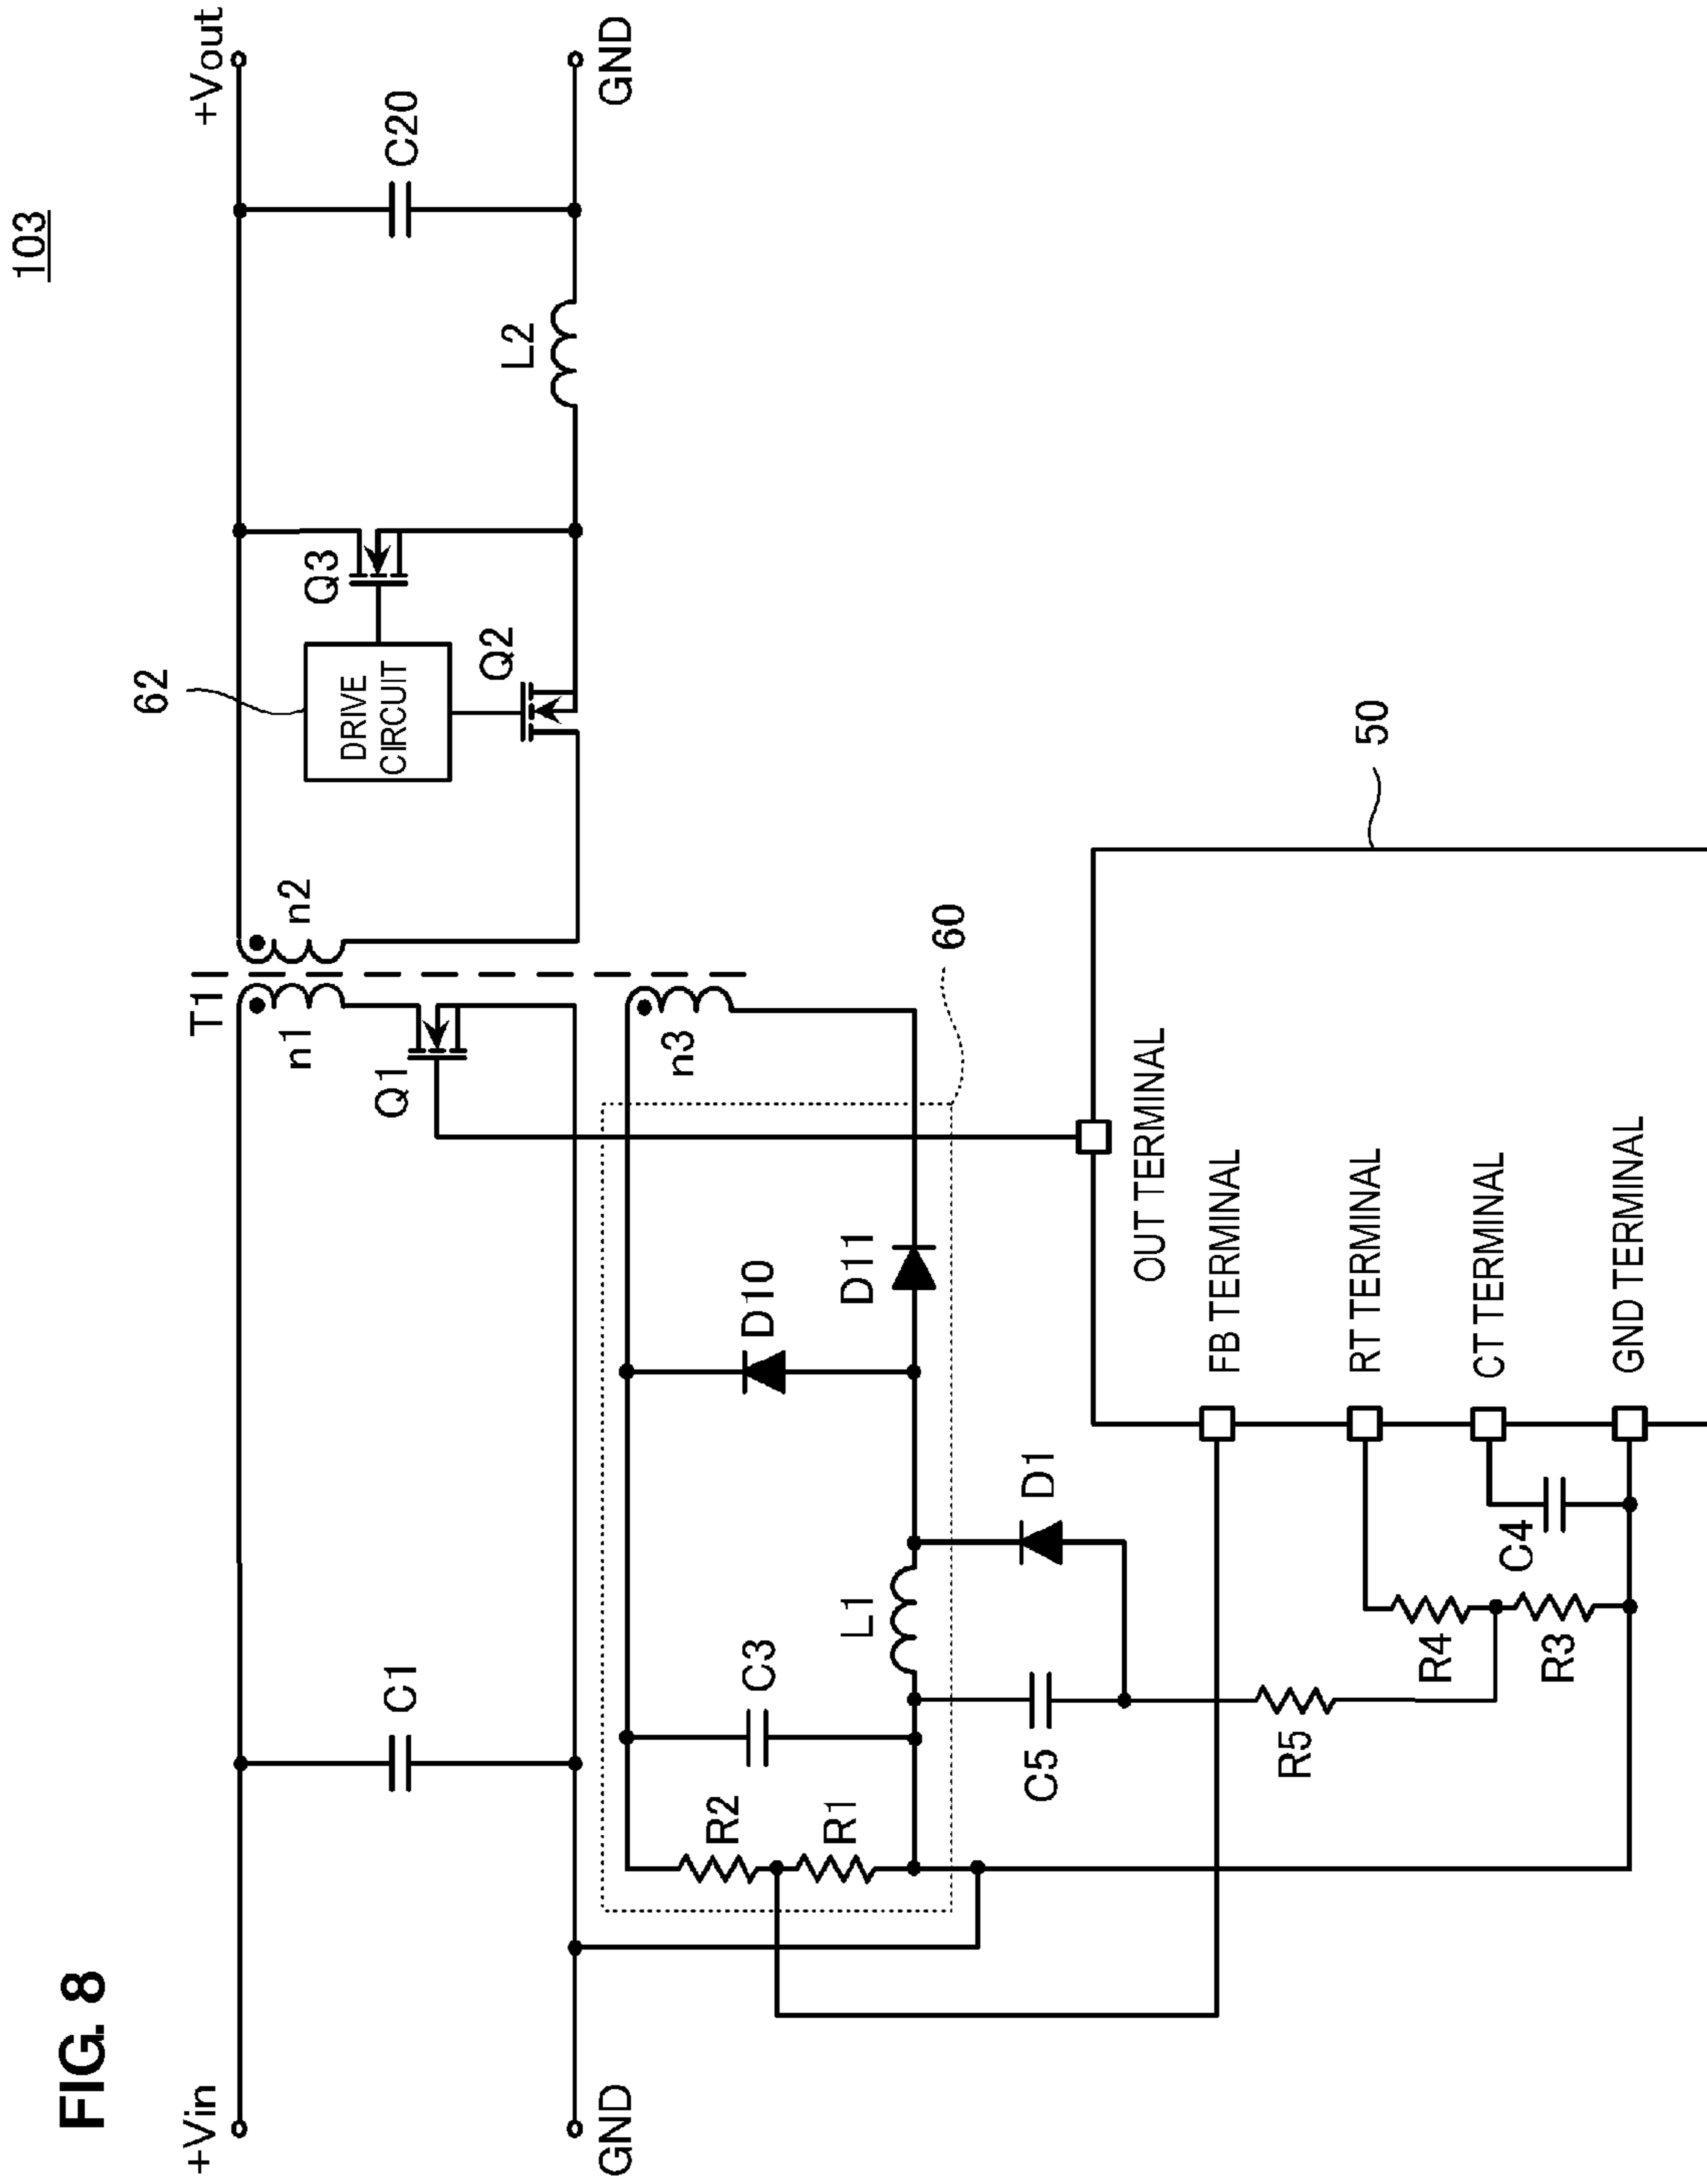 FIG. 8
103
+Vin
C1
T1
n1
n2
Q1
62
DRIVE
CIRCUIT
Q3
Q2
L2
C20
+Vout
GND
GND
R2
R1
C3
L1
D10
D11
n3
60
C5
D1
R5
R4
R3
C4
OUT TERMINAL
FB TERMINAL
RT TERMINAL
CT TERMINAL
GND TERMINAL
50